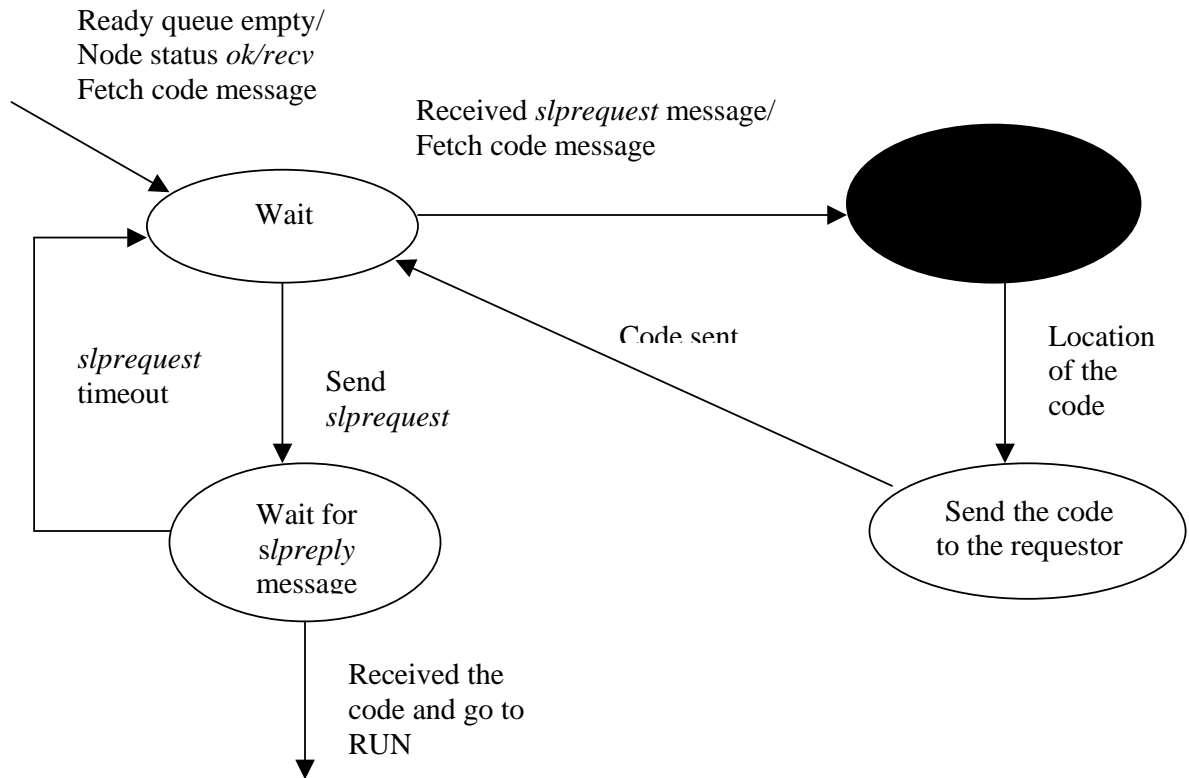 Ready queue empty/
Node status ok/recv
Fetch code message
Received slprequest message/
Fetch code message
Wait
slprequest
timeout
Send
slprequest
Code sent
Location
of the
code
Wait for
slpreply
message
Send the code
to the requestor
Received the
code and go to
RUN